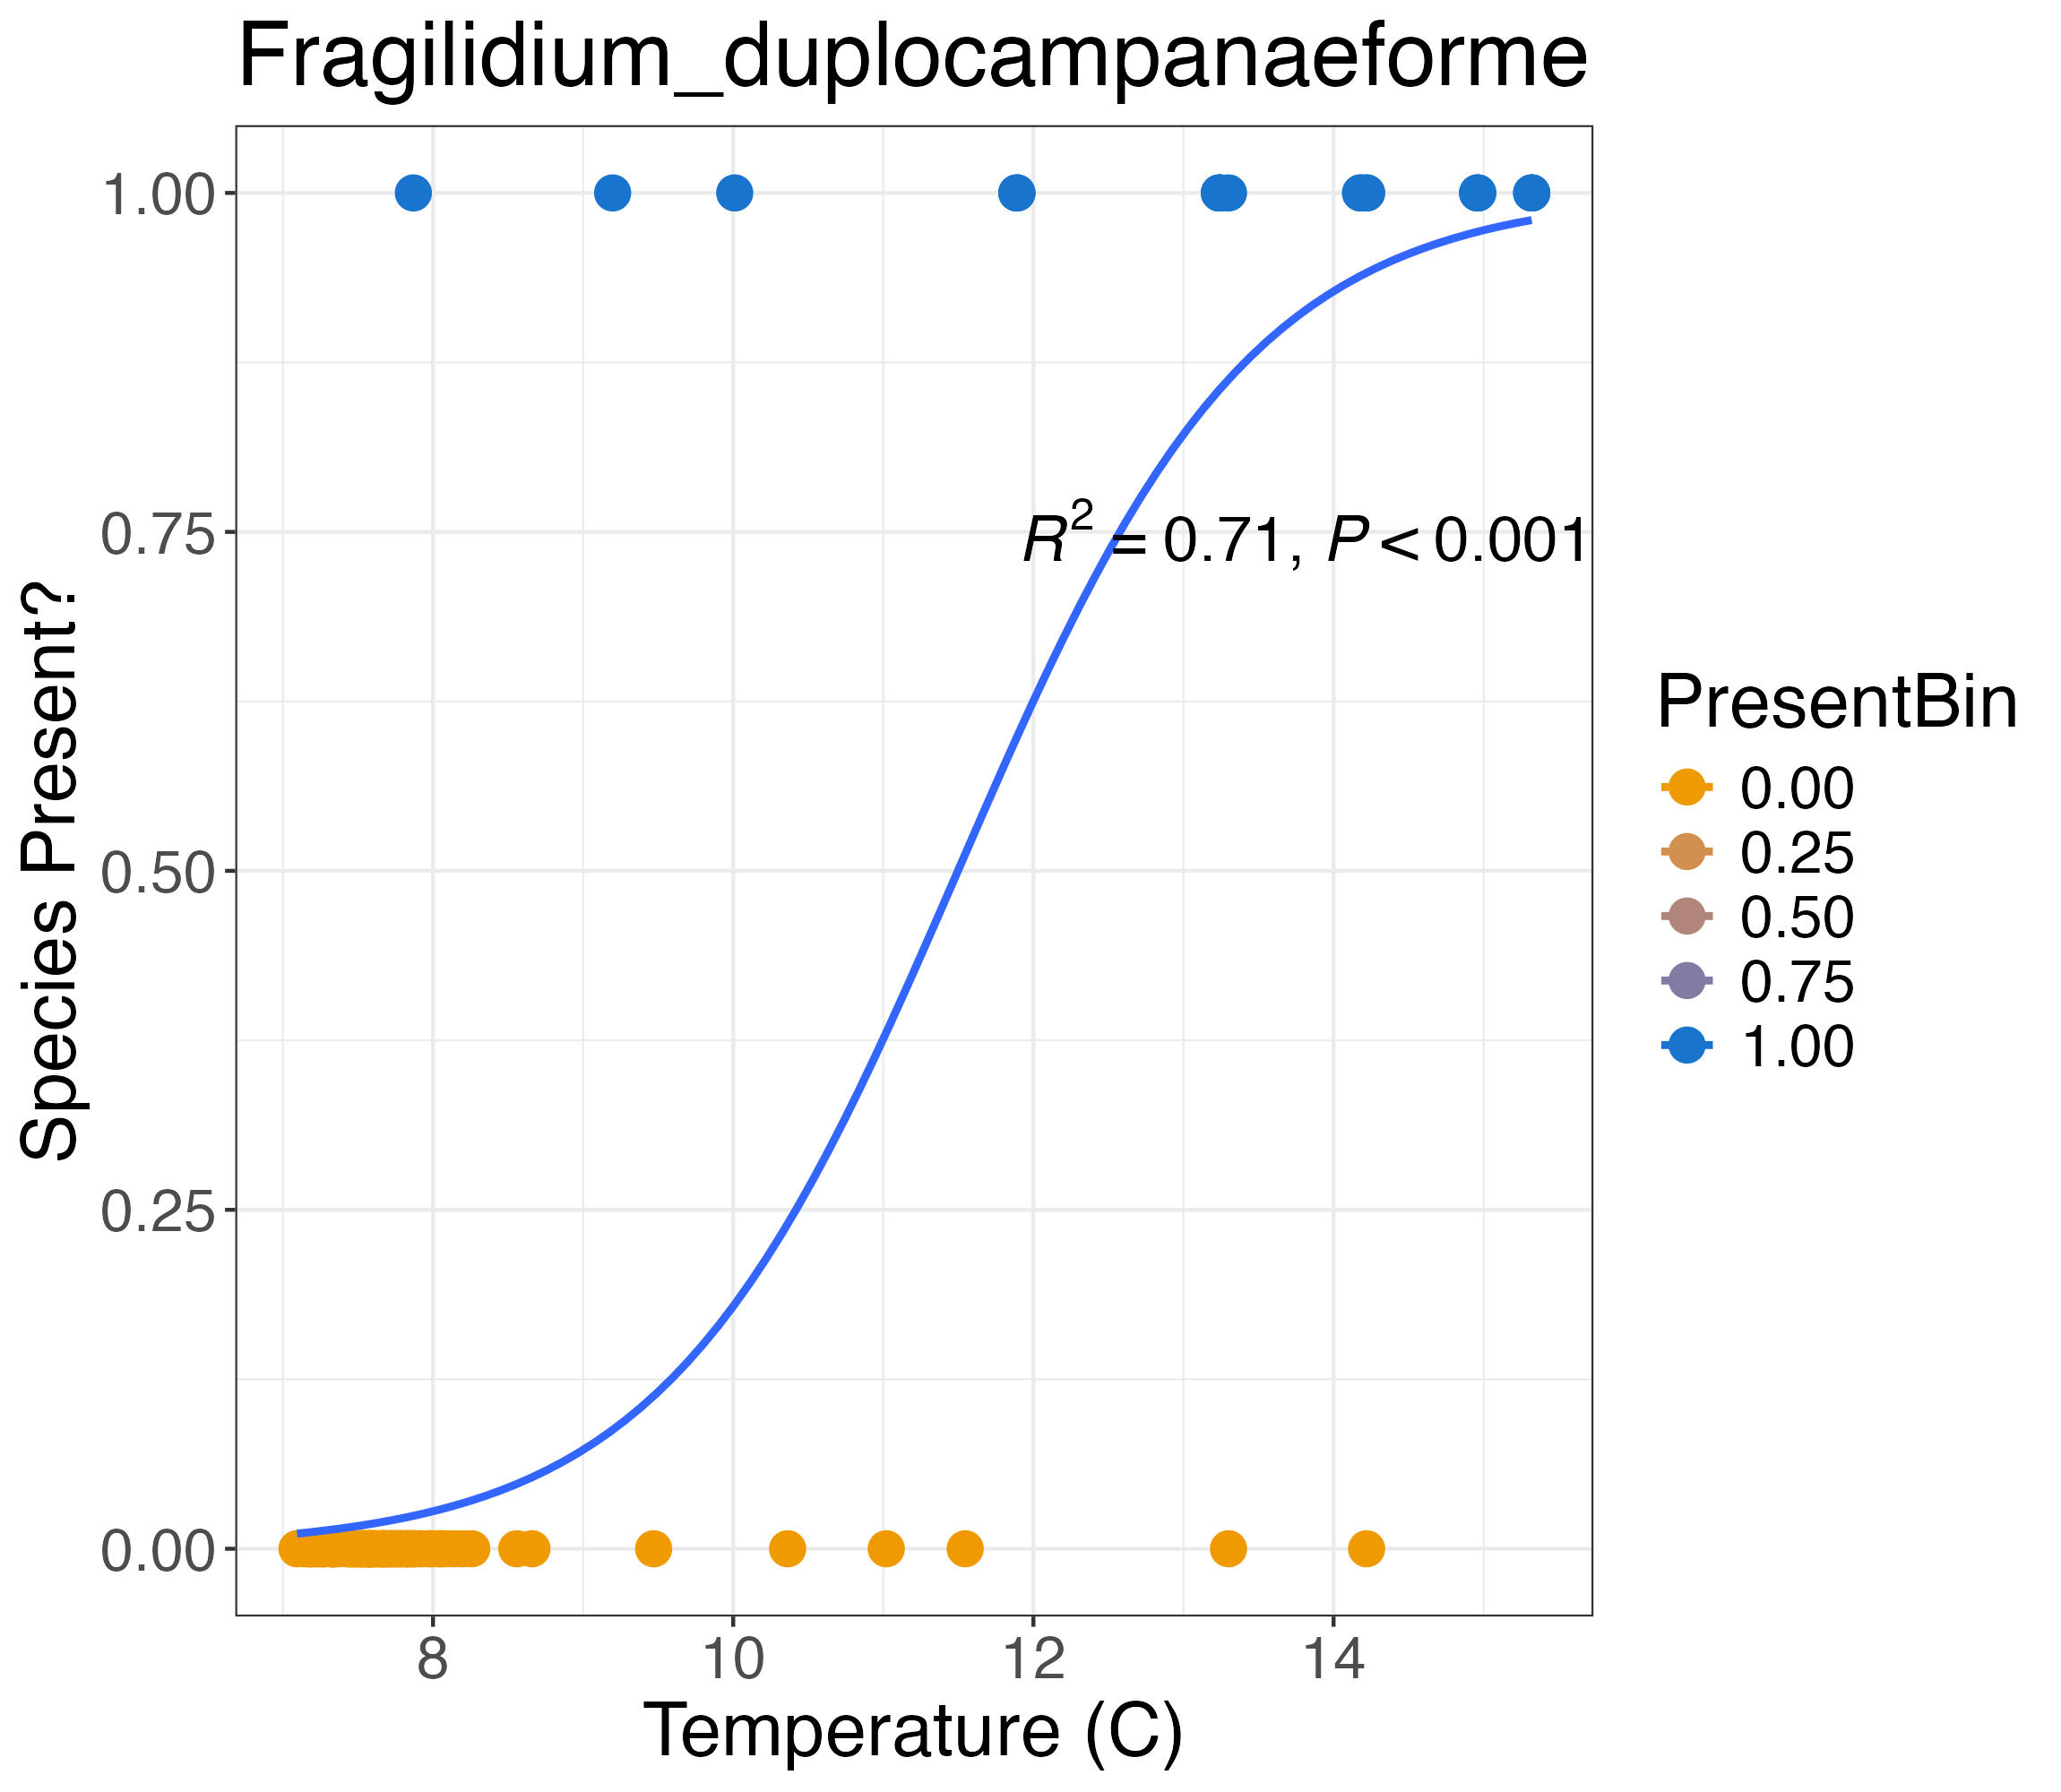 Fragilidium_duplocampanaeforme
Species Present?
1.00
0.75
0.50
0.25
0.00
R² = 0.71, P < 0.001
8 10 12 14
Temperature (C)
PresentBin
0.00
0.25
0.50
0.75
1.00